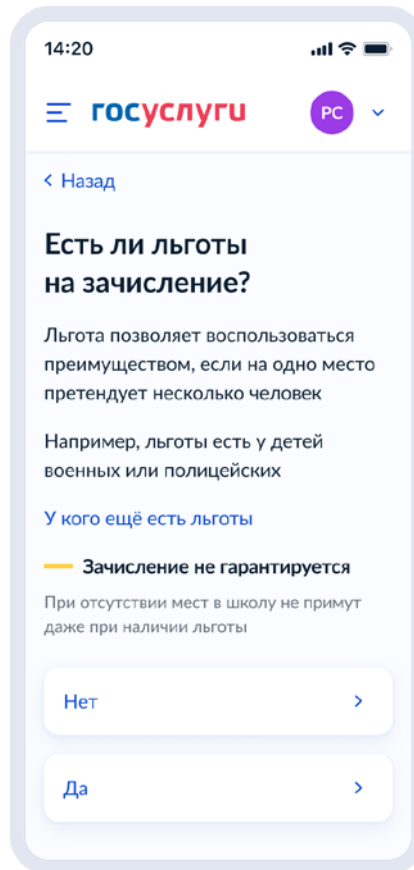 14:20
госуслуги
РС
Назад
Есть ли льготы
на зачисление?
Льгота позволяет воспользоваться
преимуществом, если на одно место
претендует несколько человек
Например, льготы есть у детей
военных или полицейских
У кого ещё есть льготы
Зачисление не гарантируется
При отсутствии мест в школу не примут
даже при наличии льготы
Нет
Да